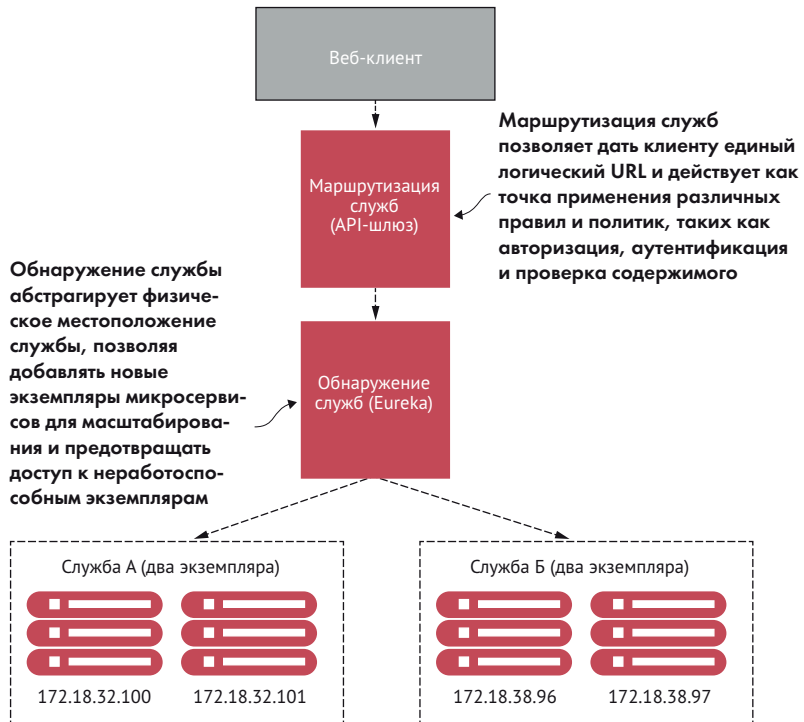 Веб-клиент
Маршрутизация
служб
(API-шлюз)
Маршрутизация служб
позволяет дать клиенту единый
логический URL и действует как
точка применения различных
правил и политик, таких как
авторизация, аутентификация
и проверка содержимого
Обнаружение службы
абстрагирует физиче-
ское местоположение
службы, позволяя
добавлять новые
экземпляры микросерви-
сов для масштабирова-
ния и предотвращать
доступ к неработоспо-
собным экземплярам
Обнаружение
служб (Eureka)
Служба А (два экземпляра)
172.18.32.100
172.18.32.101
Служба Б (два экземпляра)
172.18.38.96
172.18.38.97